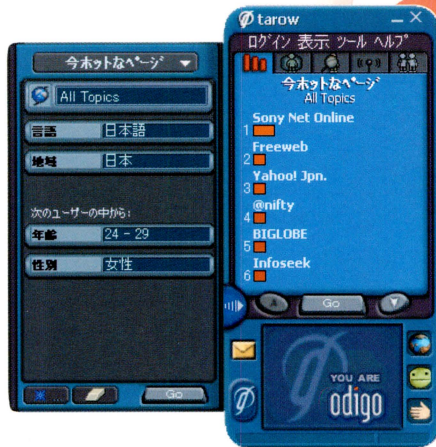 今ホットなページ
All Topics
言語 日本語
地域 日本
次のユーザーの中から:
年齢 24 - 29
性別 女性
Go
tarow
ログイン 表示 ツール ヘルプ
今ホットなページ
All Topics
Sony Net Online
1
Freeweb
2
Yahoo! Jpn.
3
@nifty
4
BIGLOBE
5
Infoseek
6
Go
YOU ARE
odigo